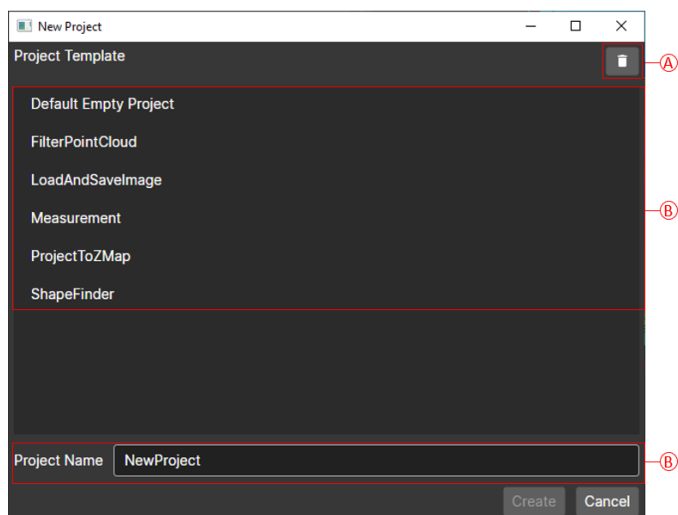 New Project
Project Template
A
Default Empty Project
FilterPointCloud
LoadAndSaveImage
Measurement
B
ProjectToZMap
ShapeFinder
Project Name NewProject
B
Create Cancel